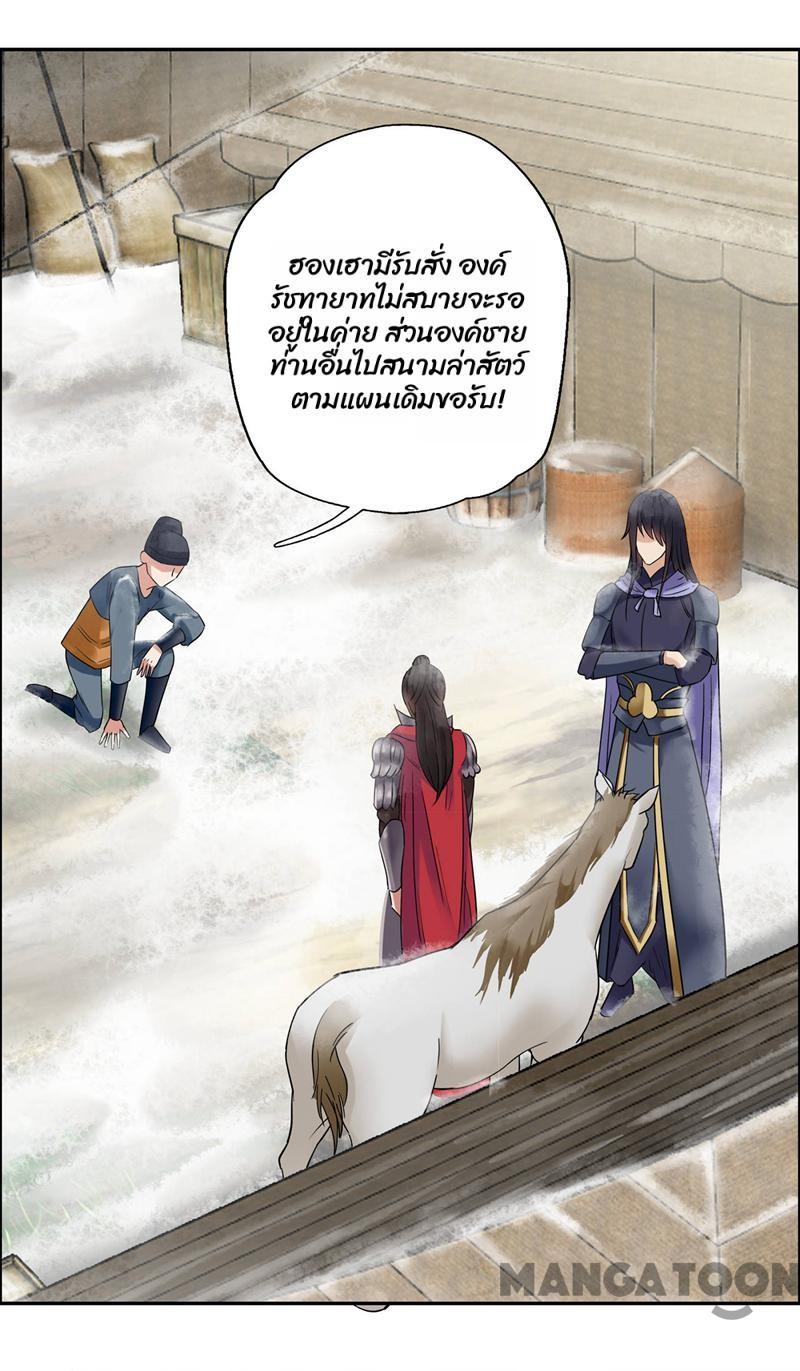 ฮองเฮามีรับสั่ง องค์
รัชทายาทไม่สบายจะรอ
อยู่ในค่าย ส่วนองค์ชาย
ท่านอื่นไปสนามล่าสัตว์
ตามแผนเดิมขอรับ!
MANGATOON